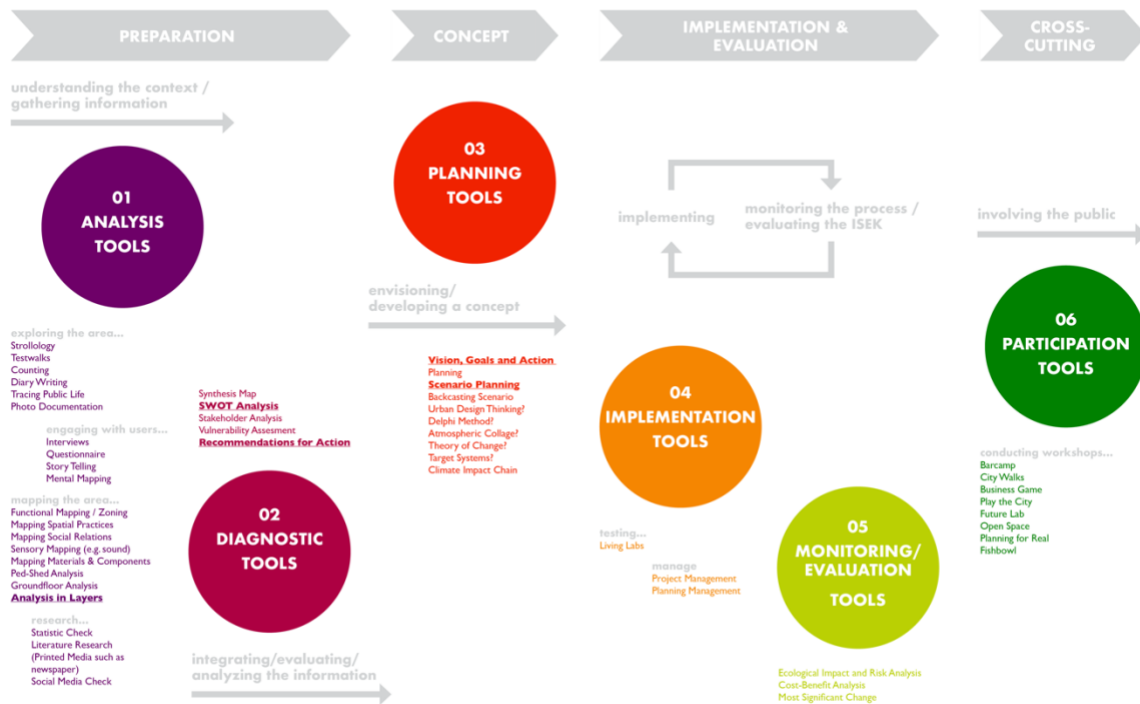 PREPARATION
CONCEPT
IMPLEMENTATION &
EVALUATION
CROSS-
CUTTING
understanding the context /
gathering information
01
ANALYSIS
TOOLS
exploring the area...
Strollology
Testwalks
Counting
Diary Writing
Tracing Public Life
Photo Documentation
engaging with users...
Interviews
Questionnaire
Story Telling
Mental Mapping
mapping the area...
Functional Mapping / Zoning
Mapping Spatial Practices
Mapping Social Relations
Sensory Mapping (e.g. sound)
Mapping Materials & Components
Ped-Shed Analysis
Groundfloor Analysis
Analysis in Layers
research...
Statistic Check
Literature Research
(Printed Media such as
newspaper)
Social Media Check
Synthesis Map
SWOT Analysis
Stakeholder Analysis
Vulnerability Assesment
Recommendations for Action
02
DIAGNOSTIC
TOOLS
integrating/evaluating/
analyzing the information
03
PLANNING
TOOLS
envisioning/
developing a concept
Vision, Goals and Action
Planning
Scenario Planning
Backcasting Scenario
Urban Design Thinking?
Delphi Method?
Atmospheric Collage?
Theory of Change?
Target Systems?
Climate Impact Chain
implementing
monitoring the process /
evaluating the ISEK
04
IMPLEMENTATION
TOOLS
testing...
Living Labs
manage
Project Management
Planning Management
05
MONITORING/
EVALUATION
TOOLS
Ecological Impact and Risk Analysis
Cost-Benefit Analysis
Most Significant Change
involving the public
06
PARTICIPATION
TOOLS
conducting workshops...
Barcamp
City Walks
Business Game
Play the City
Future Lab
Open Space
Planning for Real
Fishbowl